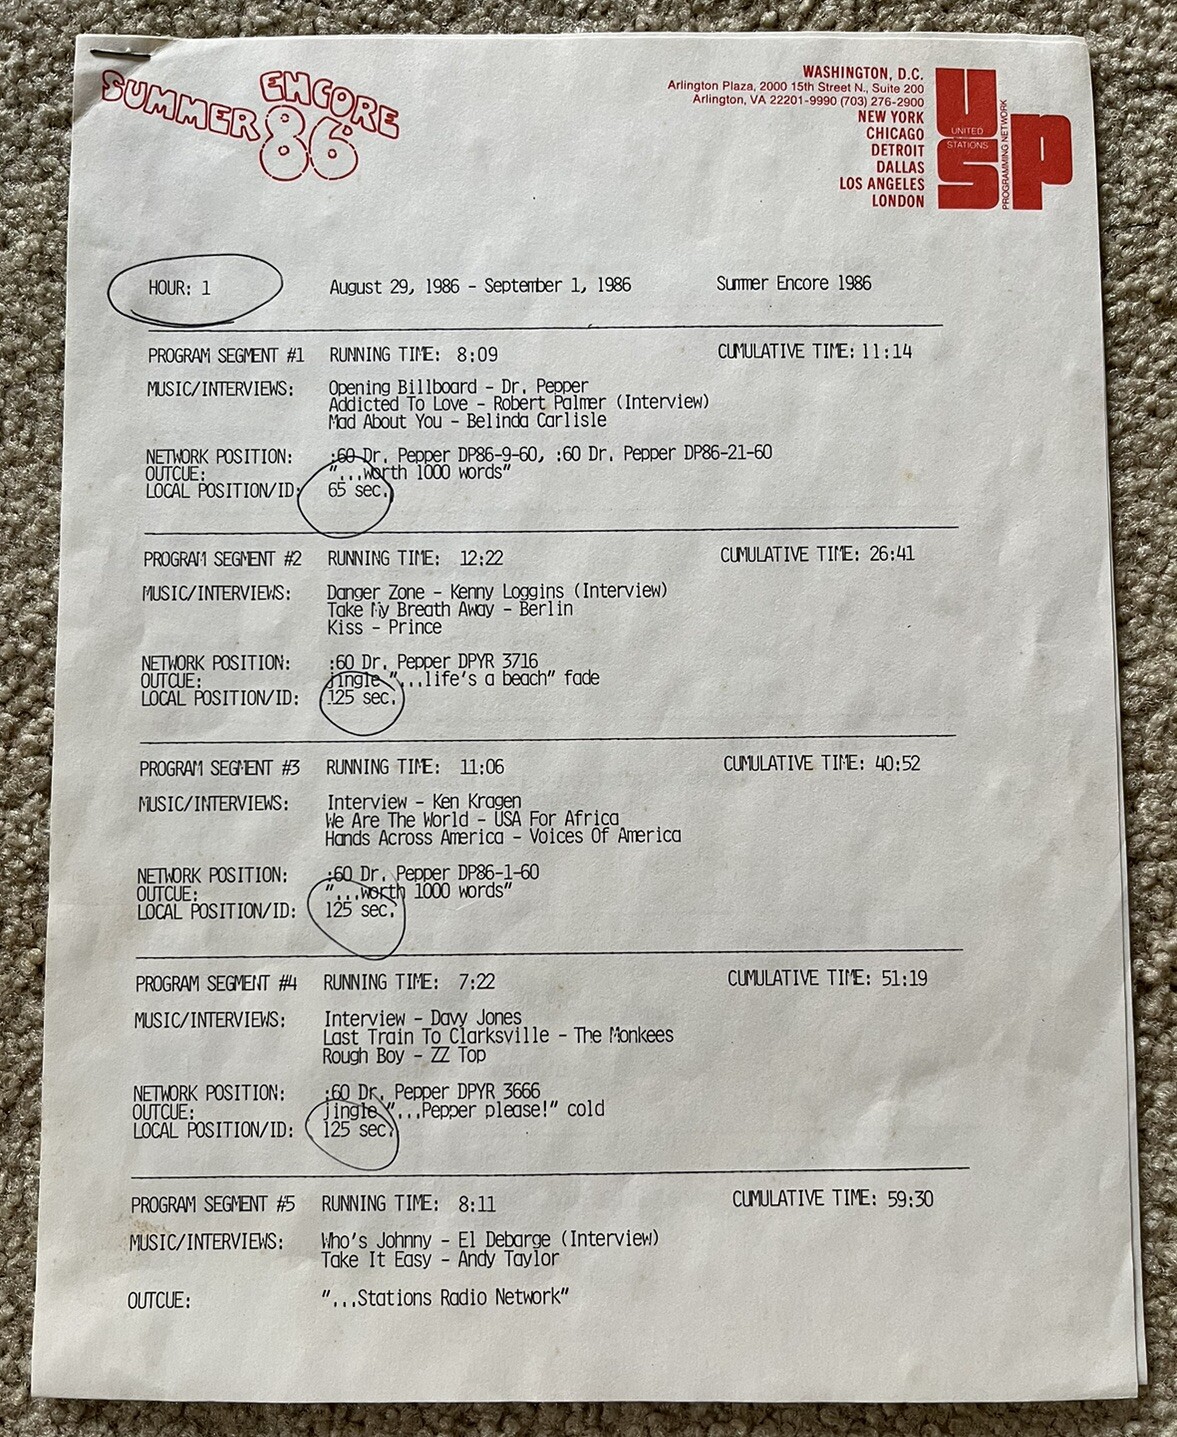 SUMMER ENCORE
86
WASHINGTON, D.C.
Arlington Plaza, 2000 15th Street N., Suite 200
Arlington, VA 22201-9990 (703) 276-2900
NEW YORK
CHICAGO
DETROIT
DALLAS
LOS ANGELES
LONDON
USP
UNITED
STATIONS
PROGRAMMING NETWORK
HOUR: 1 August 29, 1986 - September 1, 1986 Summer Encore 1986
PROGRAM SEGMENT #1 RUNNING TIME: 8:09 CUMULATIVE TIME: 11:14
MUSIC/INTERVIEWS: Opening Billboard - Dr. Pepper
Addicted To Love - Robert Palmer (Interview)
Mad About You - Belinda Carlisle
NETWORK POSITION: :60 Dr. Pepper DP86-9-60, :60 Dr. Pepper DP86-21-60
OUTCUE: "...worth 1000 words"
LOCAL POSITION/ID: 65 sec.
PROGRAM SEGMENT #2 RUNNING TIME: 12:22 CUMULATIVE TIME: 26:41
MUSIC/INTERVIEWS: Danger Zone - Kenny Loggins (Interview)
Take My Breath Away - Berlin
Kiss - Prince
NETWORK POSITION: :60 Dr. Pepper DPYR 3716
OUTCUE: jingle "...life's a beach" fade
LOCAL POSITION/ID: 125 sec.
PROGRAM SEGMENT #3 RUNNING TIME: 11:06 CUMULATIVE TIME: 40:52
MUSIC/INTERVIEWS: Interview - Ken Kragen
We Are The World - USA For Africa
Hands Across America - Voices Of America
NETWORK POSITION: :60 Dr. Pepper DP86-1-60
OUTCUE: "...worth 1000 words"
LOCAL POSITION/ID: 125 sec.
PROGRAM SEGMENT #4 RUNNING TIME: 7:22 CUMULATIVE TIME: 51:19
MUSIC/INTERVIEWS: Interview - Davy Jones
Last Train To Clarksville - The Monkees
Rough Boy - ZZ Top
NETWORK POSITION: :60 Dr. Pepper DPYR 3666
OUTCUE: jingle "...Pepper please!" cold
LOCAL POSITION/ID: 125 sec.
PROGRAM SEGMENT #5 RUNNING TIME: 8:11 CUMULATIVE TIME: 59:30
MUSIC/INTERVIEWS: Who's Johnny - El Debarge (Interview)
Take It Easy - Andy Taylor
OUTCUE: "...Stations Radio Network"